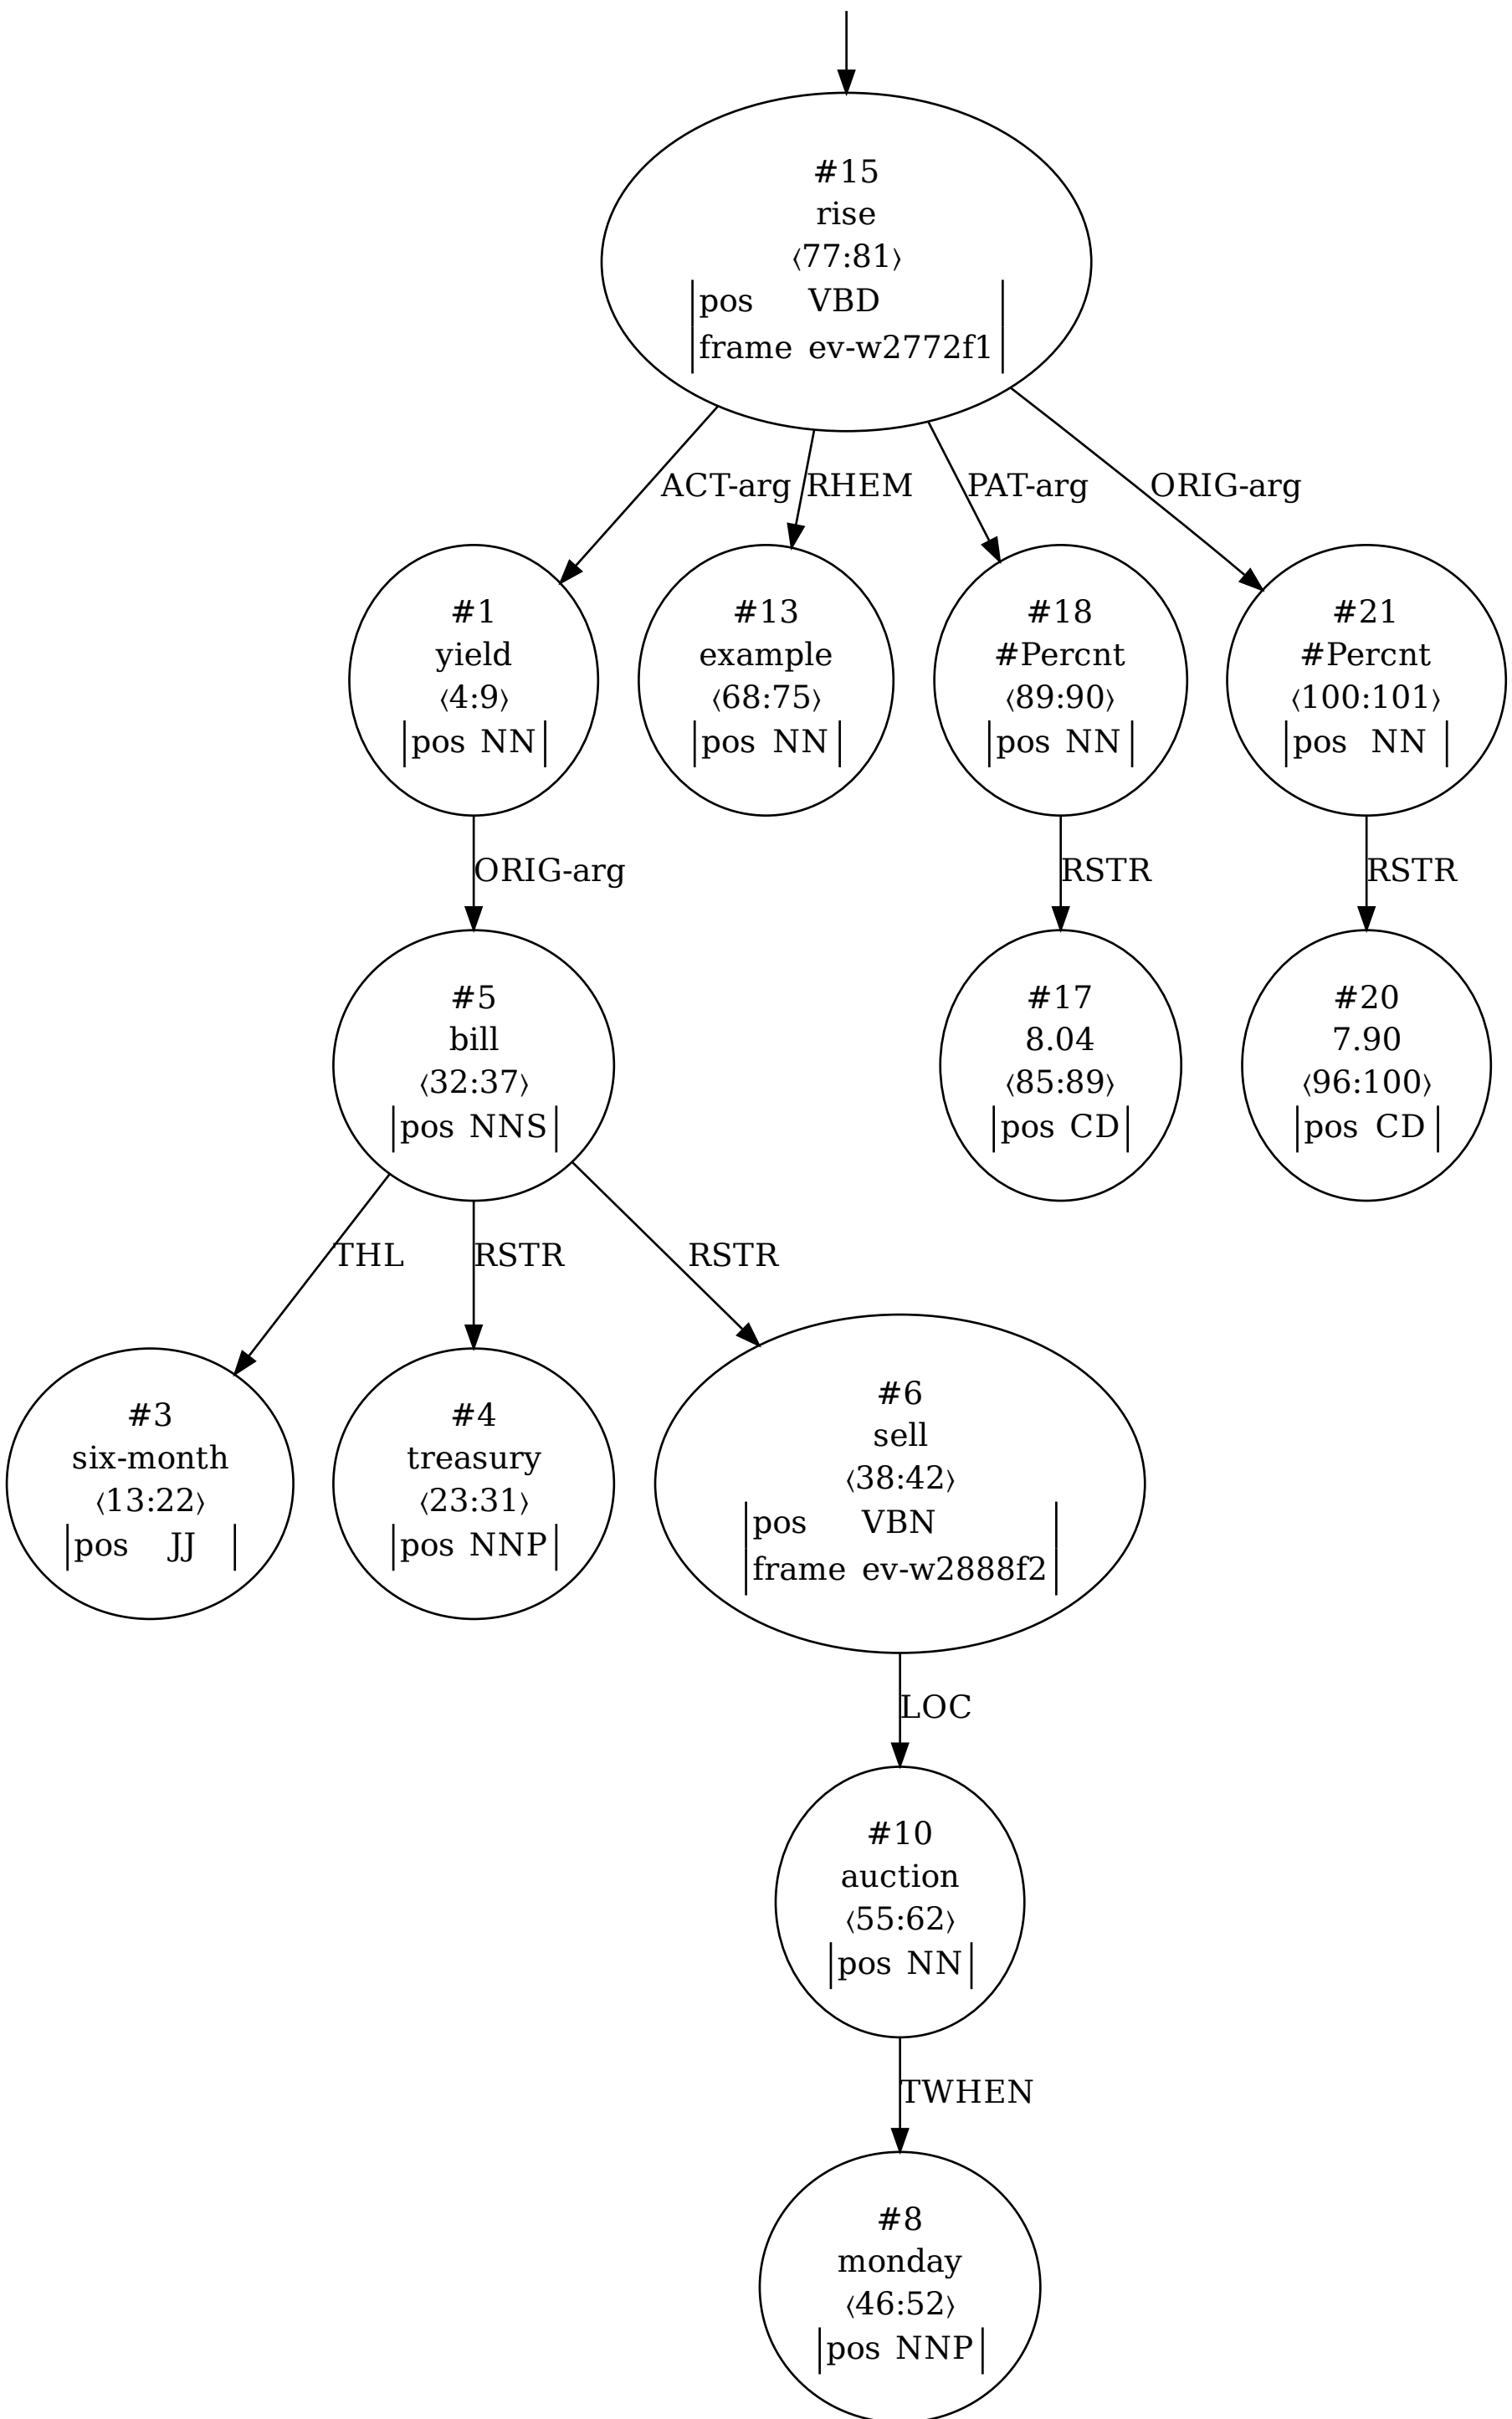 #15
rise
⟨77:81⟩
pos VBD
frame ev-w2772f1
ACT-arg RHEM PAT-arg ORIG-arg
#1
yield
⟨4:9⟩
pos NN
#13
example
⟨68:75⟩
pos NN
#18
#Percnt
⟨89:90⟩
pos NN
#21
#Percnt
⟨100:101⟩
pos NN
ORIG-arg RSTR RSTR
#5
bill
⟨32:37⟩
pos NNS
#17
8.04
⟨85:89⟩
pos CD
#20
7.90
⟨96:100⟩
pos CD
THL RSTR RSTR
#3
six-month
⟨13:22⟩
pos JJ
#4
treasury
⟨23:31⟩
pos NNP
#6
sell
⟨38:42⟩
pos VBN
frame ev-w2888f2
LOC
#10
auction
⟨55:62⟩
pos NN
TWHEN
#8
monday
⟨46:52⟩
pos NNP